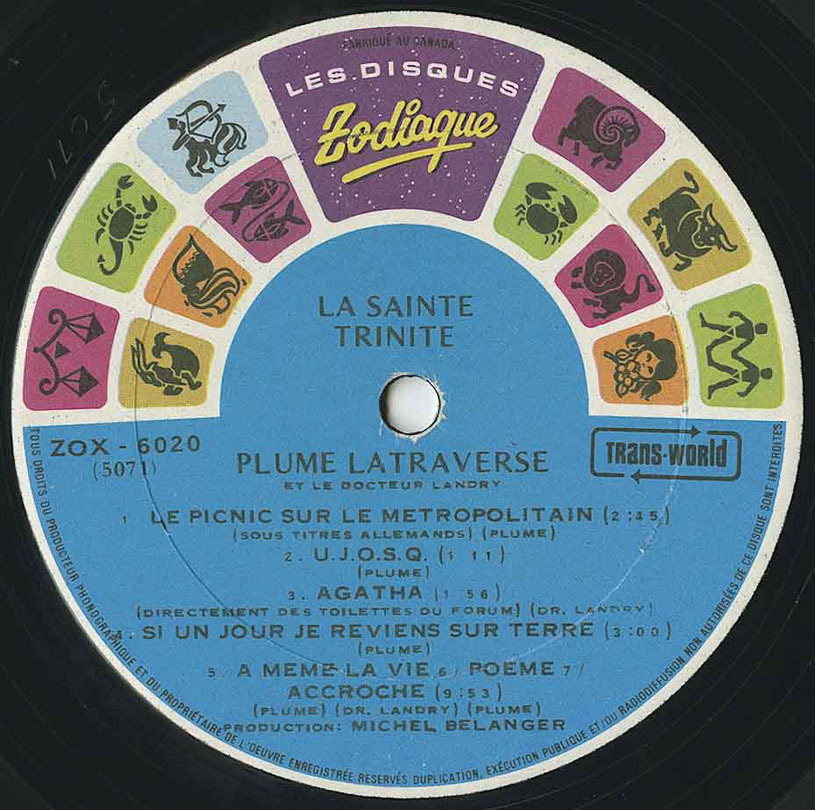 FABRIQUÉ AU CANADA
LES DISQUES
Zodiaque
LA SAINTE
TRINITE
ZOX - 6020
(5071)
TRANS-WORLD
PLUME LATRAVERSE
ET LE DOCTEUR LANDRY
1. LE PICNIC SUR LE METROPOLITAIN (2:45)
(SOUS TITRES ALLEMANDS) (PLUME)
2. U.J.O.S.Q. (1 11)
(PLUME)
3. AGATHA (1 56)
(DIRECTEMENT DES TOILETTES DU FORUM) (DR. LANDRY)
4. SI UN JOUR JE REVIENS SUR TERRE (3:00)
(PLUME)
5. A MEME LA VIE 6/ POEME 7/
ACCROCHE (9:53)
(PLUME) (DR. LANDRY) (PLUME)
PRODUCTION: MICHEL BELANGER
TOUS DROITS DU PRODUCTEUR PHONOGRAPHIQUE ET DU PROPRIÉTAIRE DE L'OEUVRE ENREGISTRÉE RESERVÉS DUPLICATION, EXÉCUTION PUBLIQUE ET/OU RADIODIFFUSION NON AUTORISÉES DE CE DISQUE SONT INTERDITES